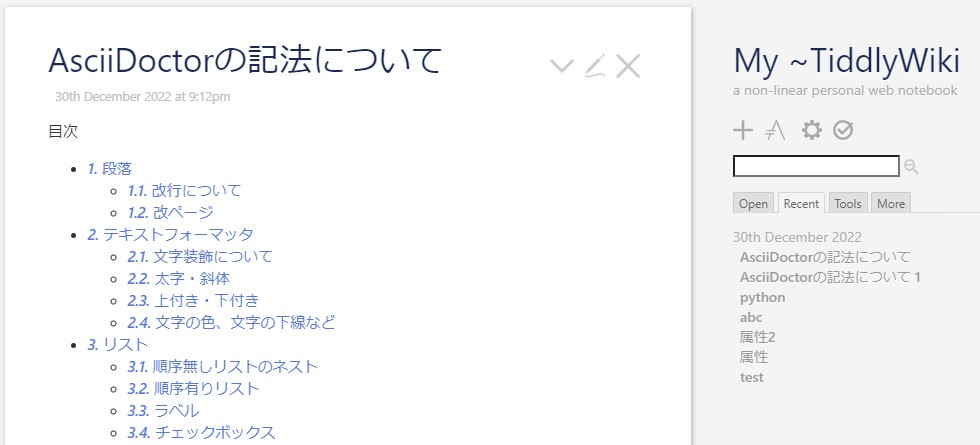 AsciiDoctorの記法について
30th December 2022 at 9:12pm
目次
1. 段落
1.1. 改行について
1.2. 改ページ
2. テキストフォーマッタ
2.1. 文字装飾について
2.2. 太字・斜体
2.3. 上付き・下付き
2.4. 文字の色、文字の下線など
3. リスト
3.1. 順序無しリストのネスト
3.2. 順序有りリスト
3.3. ラベル
3.4. チェックボックス
My ~TiddlyWiki
a non-linear personal web notebook
Open Recent Tools More
30th December 2022
AsciiDoctorの記法について
AsciiDoctorの記法について 1
python
abc
属性2
属性
test